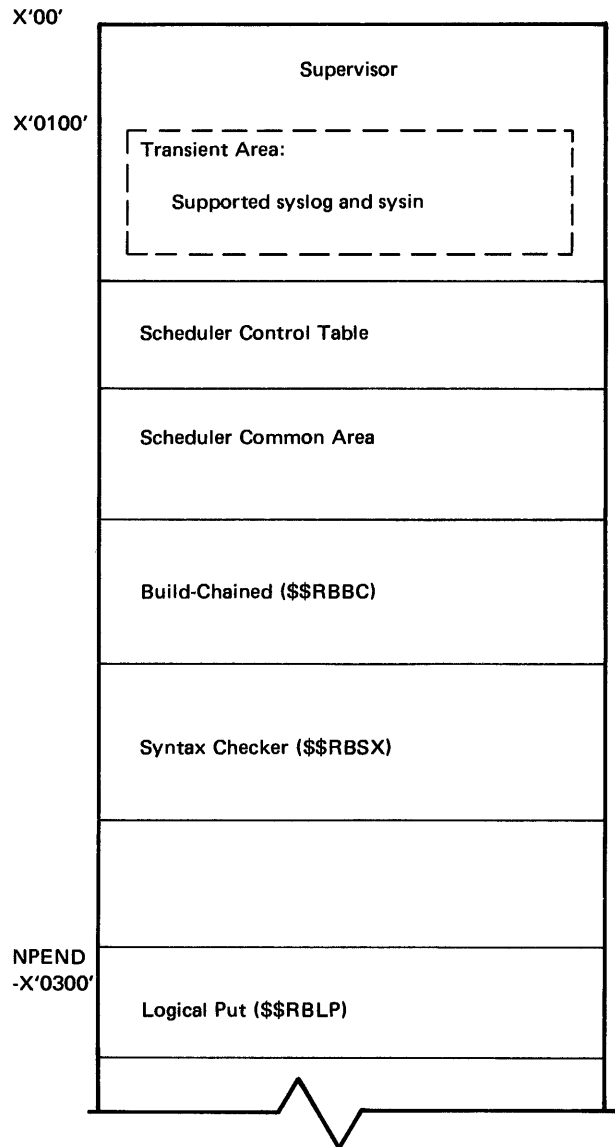 X'00'
Supervisor
X'0100'
Transient Area:
Supported syslog and sysin
Scheduler Control Table
Scheduler Common Area
Build-Chained ($$RBBC)
Syntax Checker ($$RBSX)
NPEND
-X'0300'
Logical Put ($$RBLP)